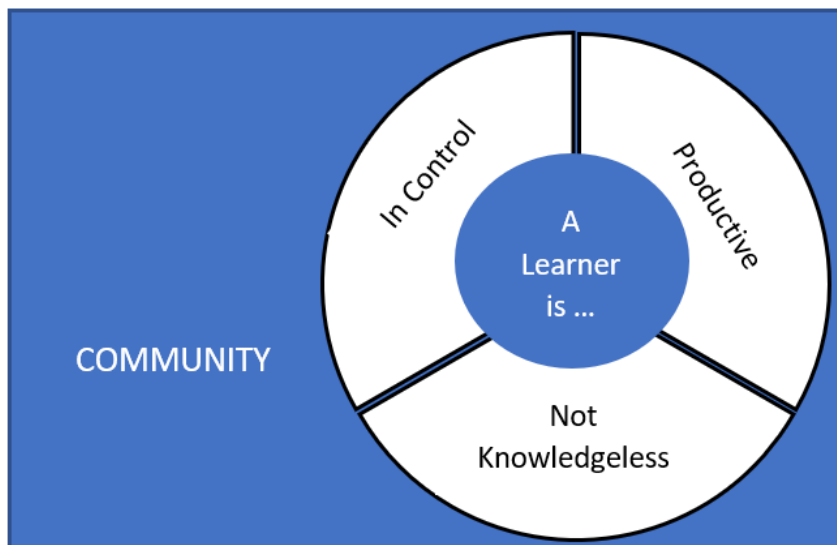 In Control
Productive
A
Learner
is ...
COMMUNITY
Not
Knowledgeless